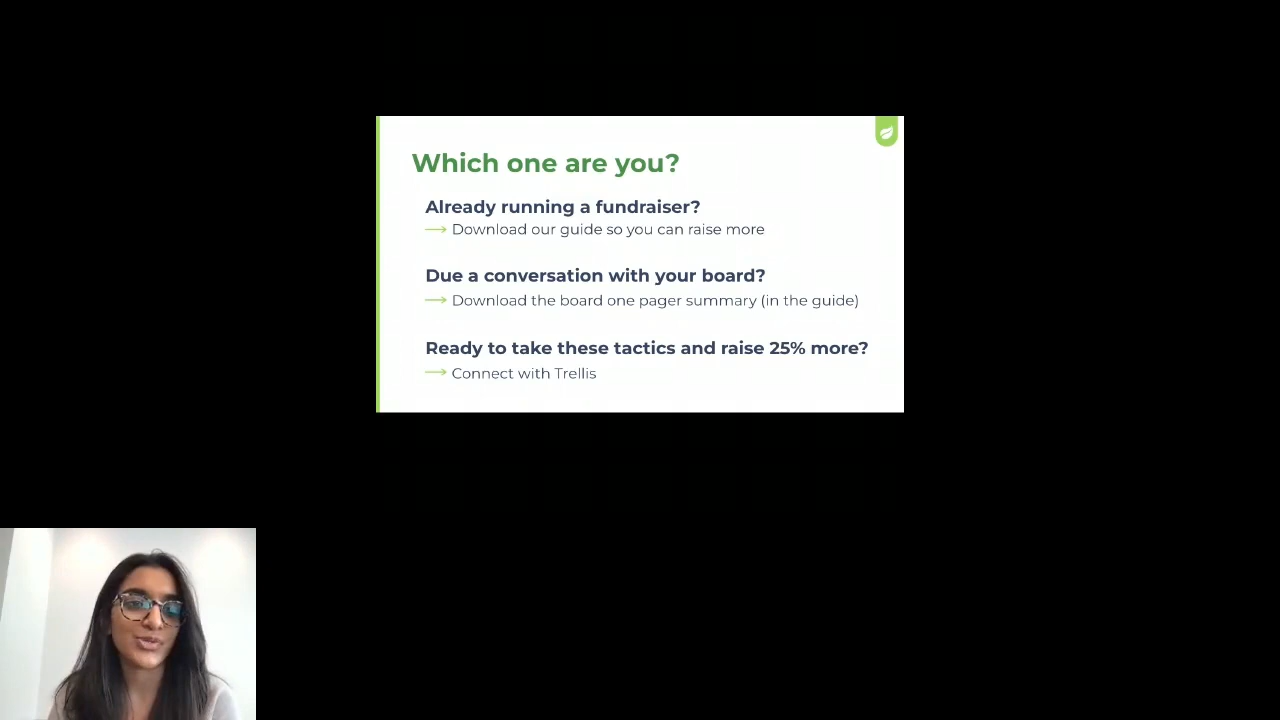 Which one are you?
Already running a fundraiser?
→ Download our guide so you can raise more
Due a conversation with your board?
→ Download the board one pager summary (in the guide)
Ready to take these tactics and raise 25% more?
→ Connect with Trellis